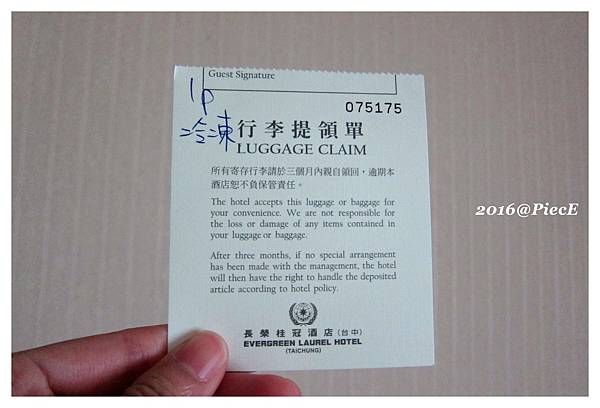 Guest Signature
1p
075175
冷凍
行李提領單
LUGGAGE CLAIM
所有寄存行李請於三個月內親自領回，逾期本
酒店恕不負保管責任。
The hotel accepts this luggage or baggage for
your convenience. We are not responsible for
the loss or damage of any items contained in
your luggage or baggage.
After three months, if no special arrangement
has been made with the management, the hotel
will then have the right to handle the deposited
article according to hotel policy.
長榮桂冠酒店(台中)
EVERGREEN LAUREL HOTEL
(TAICHUNG)
2016@PiecE